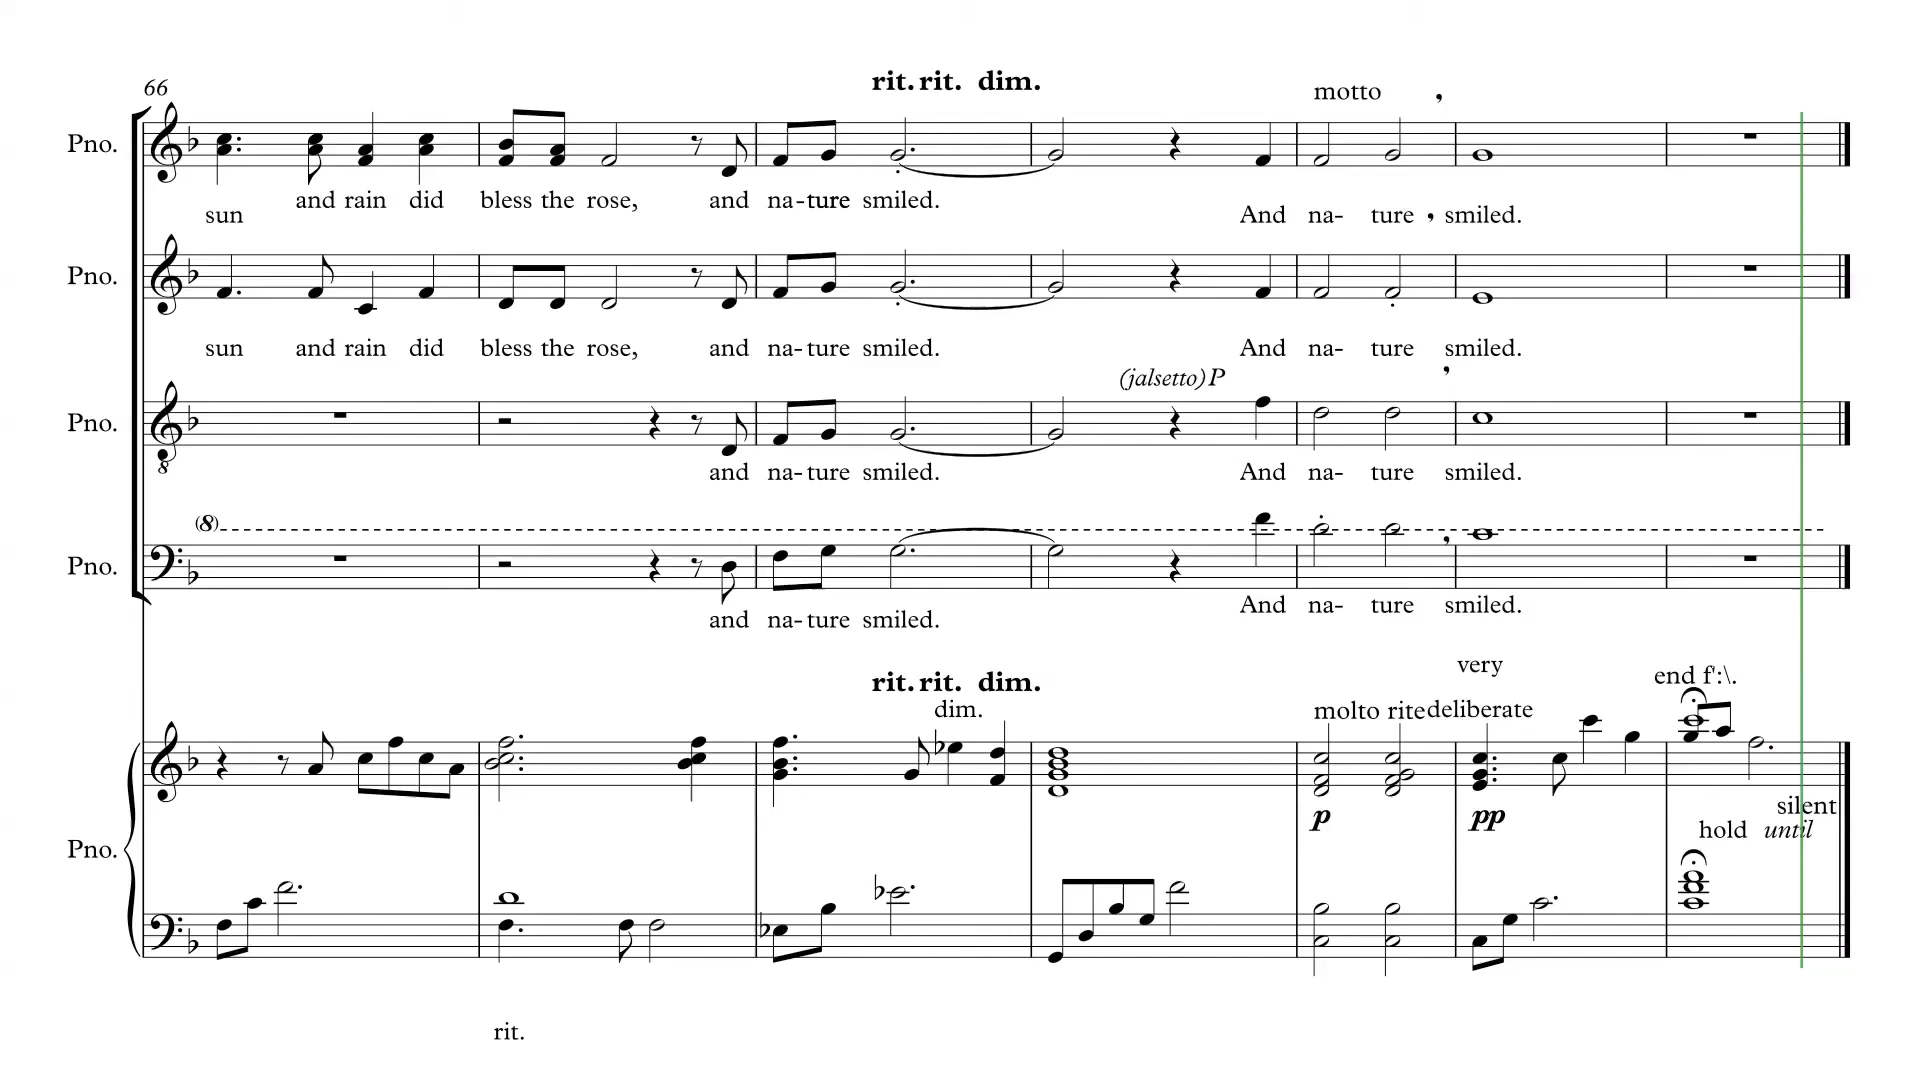 rit. rit. dim.
66
motto ,
Pno.
and rain did bless the rose, and na-ture smiled.
sun And na- ture , smiled.
Pno.
sun and rain did bless the rose, and na-ture smiled. And na- ture smiled.
(jalsetto) P ,
Pno.
8
and na-ture smiled. And na- ture smiled.
(8)
Pno.
,
And na- ture smiled.
and na-ture smiled.
very
rit. rit. dim. end f':\.
dim. molto rite deliberate
p pp
silent
hold until
Pno.
rit.